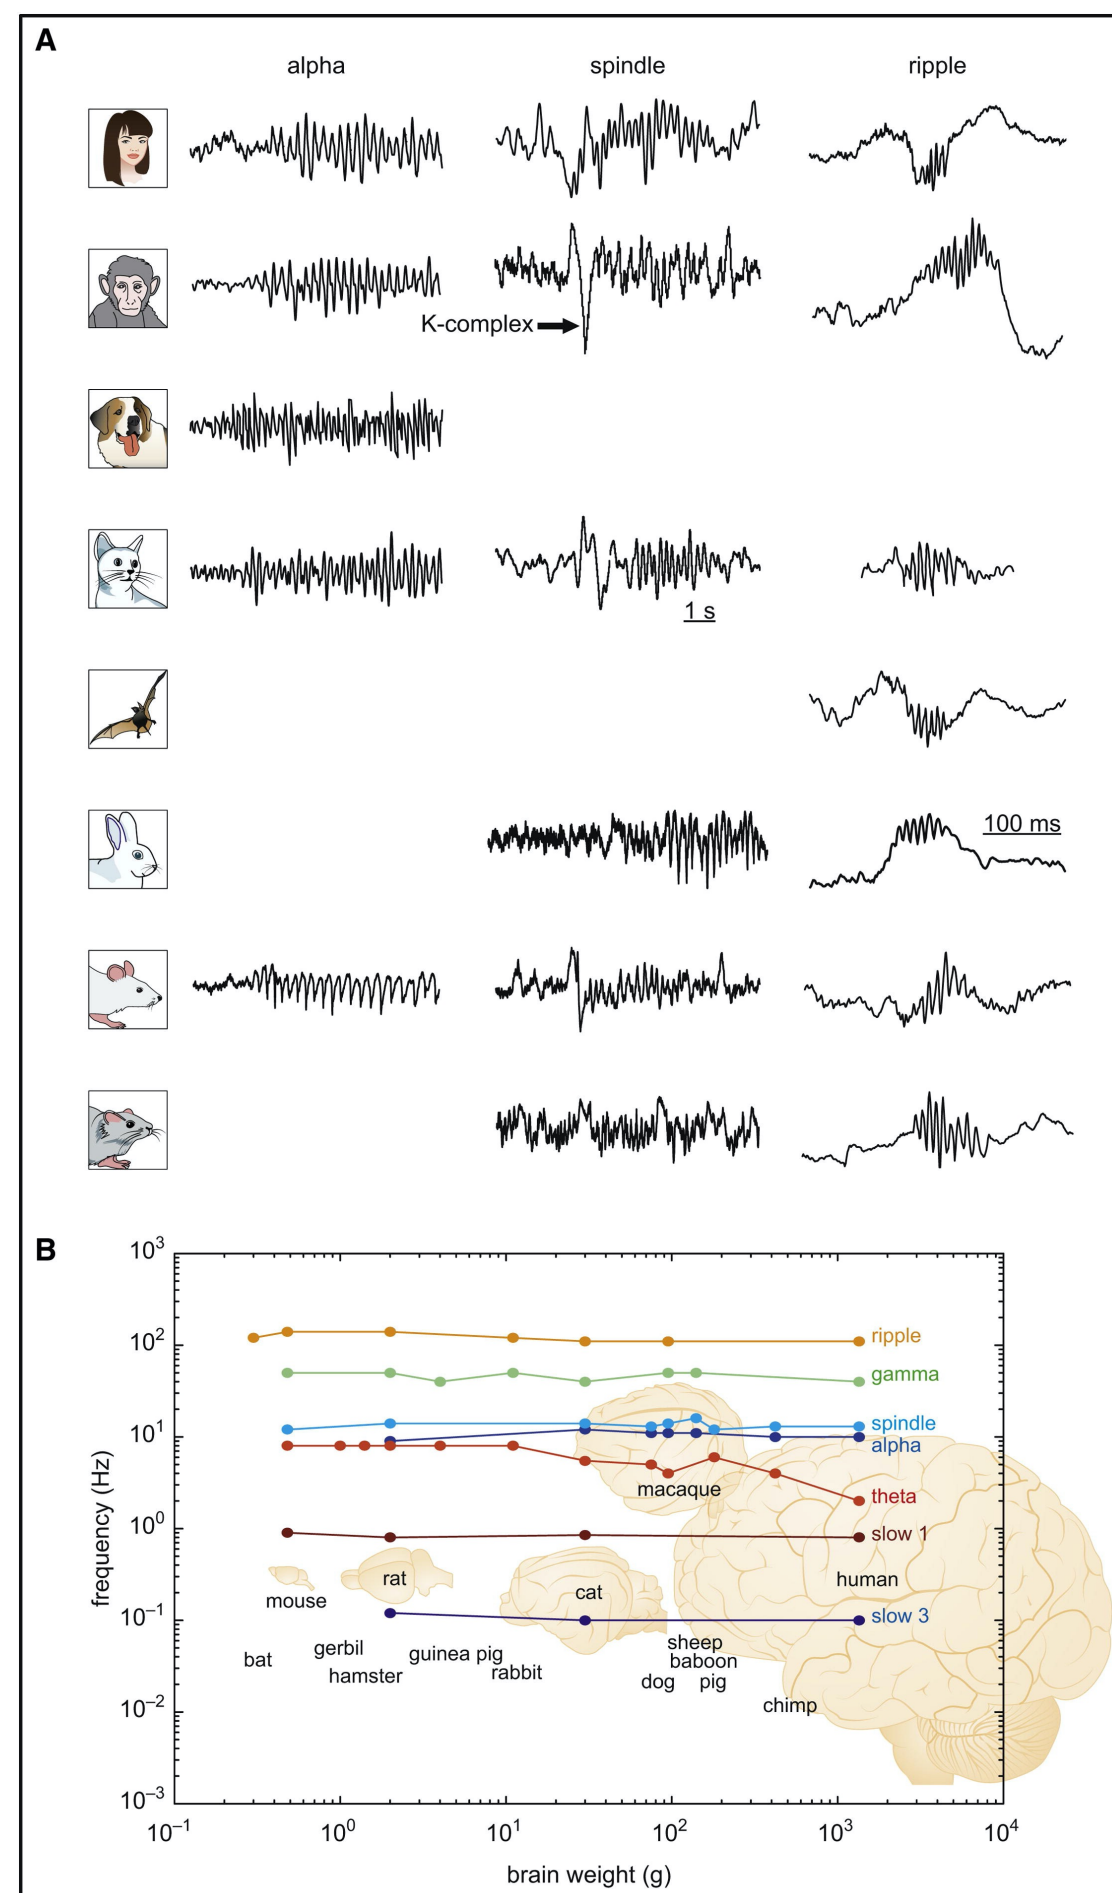 A
alpha spindle ripple
K-complex
1 s
100 ms
B
10³
10²
10¹
10⁰
10⁻¹
10⁻²
10⁻³
frequency (Hz)
ripple
gamma
spindle
alpha
macaque
theta
slow 1
rat
human
cat
mouse
slow 3
sheep
gerbil
guinea pig
baboon
bat
rabbit
hamster
dog
pig
chimp
10⁻¹ 10⁰ 10¹ 10² 10³ 10⁴
brain weight (g)